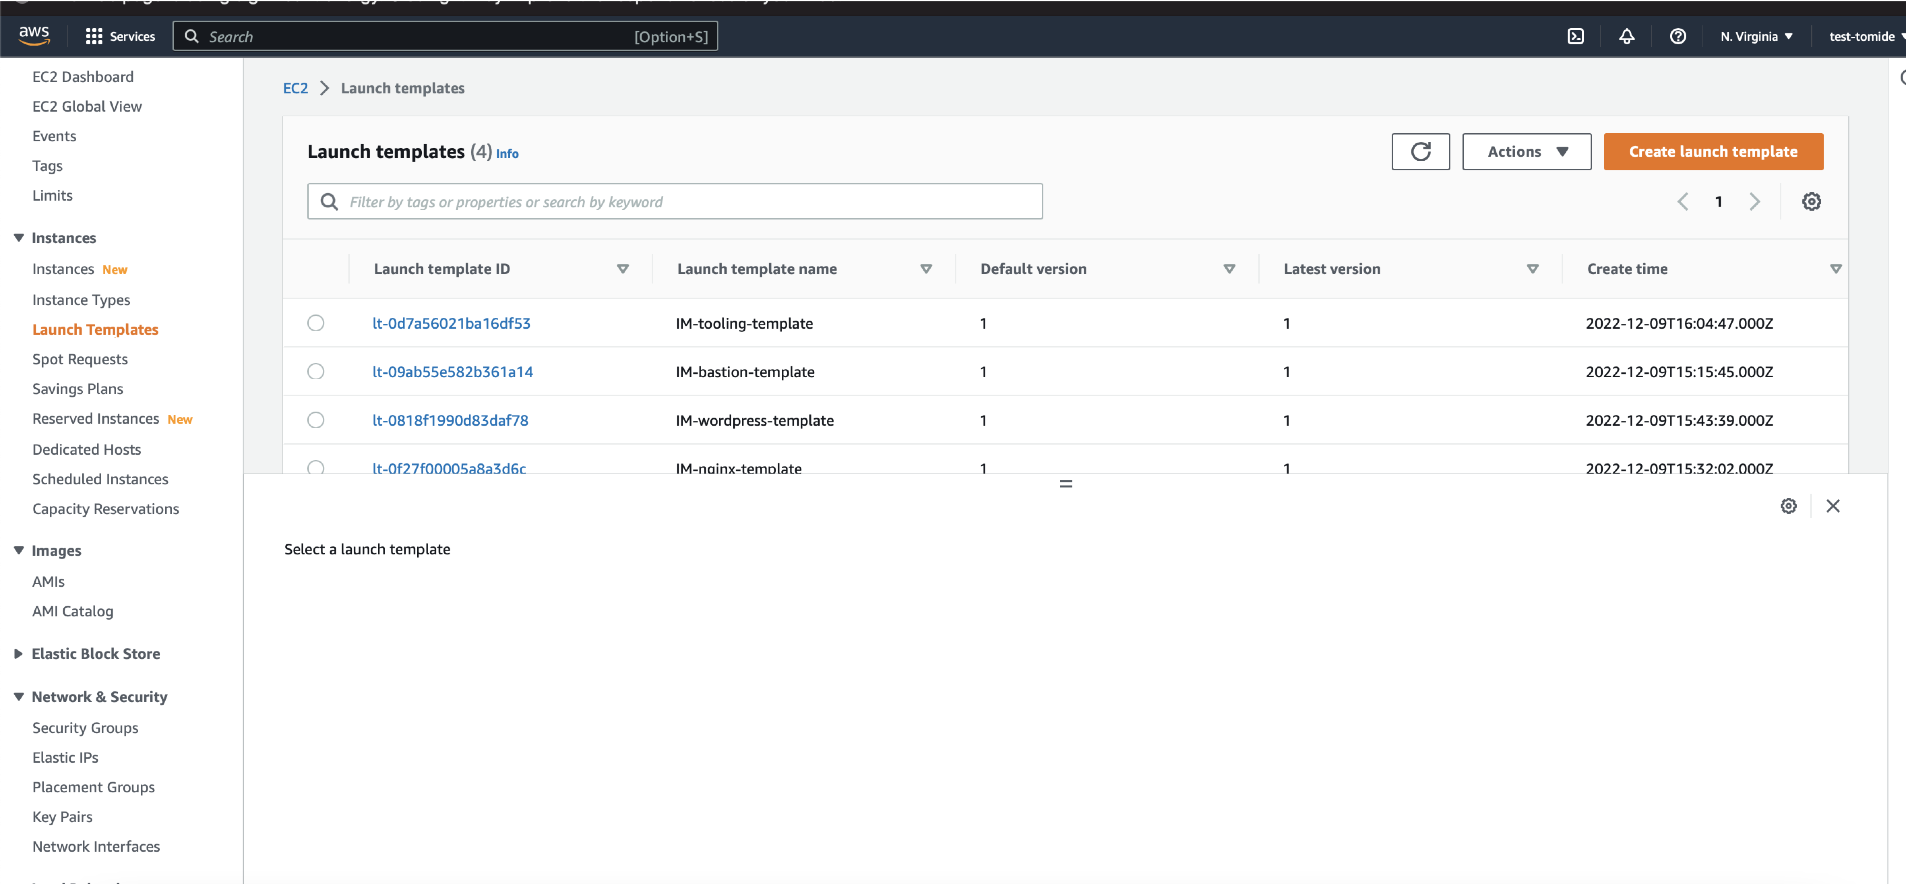 aws
Services
Search
[Option+S]
N. Virginia
test-tomide
EC2 Dashboard
EC2 Global View
Events
Tags
Limits
Instances
Instances New
Instance Types
Launch Templates
Spot Requests
Savings Plans
Reserved Instances New
Dedicated Hosts
Scheduled Instances
Capacity Reservations
Images
AMIs
AMI Catalog
Elastic Block Store
Network & Security
Security Groups
Elastic IPs
Placement Groups
Key Pairs
Network Interfaces
EC2 Launch templates
Launch templates (4) Info
Actions
Create launch template
Filter by tags or properties or search by keyword
1
Launch template ID Launch template name Default version Latest version Create time
lt-0d7a56021ba16df53 IM-tooling-template 1 1 2022-12-09T16:04:47.000Z
lt-09ab55e582b361a14 IM-bastion-template 1 1 2022-12-09T15:15:45.000Z
lt-0818f1990d83daf78 IM-wordpress-template 1 1 2022-12-09T15:43:39.000Z
lt-0f27f00005a8a3d6c IM-nginx-template 1 1 2022-12-09T15:32:02.000Z
Select a launch template